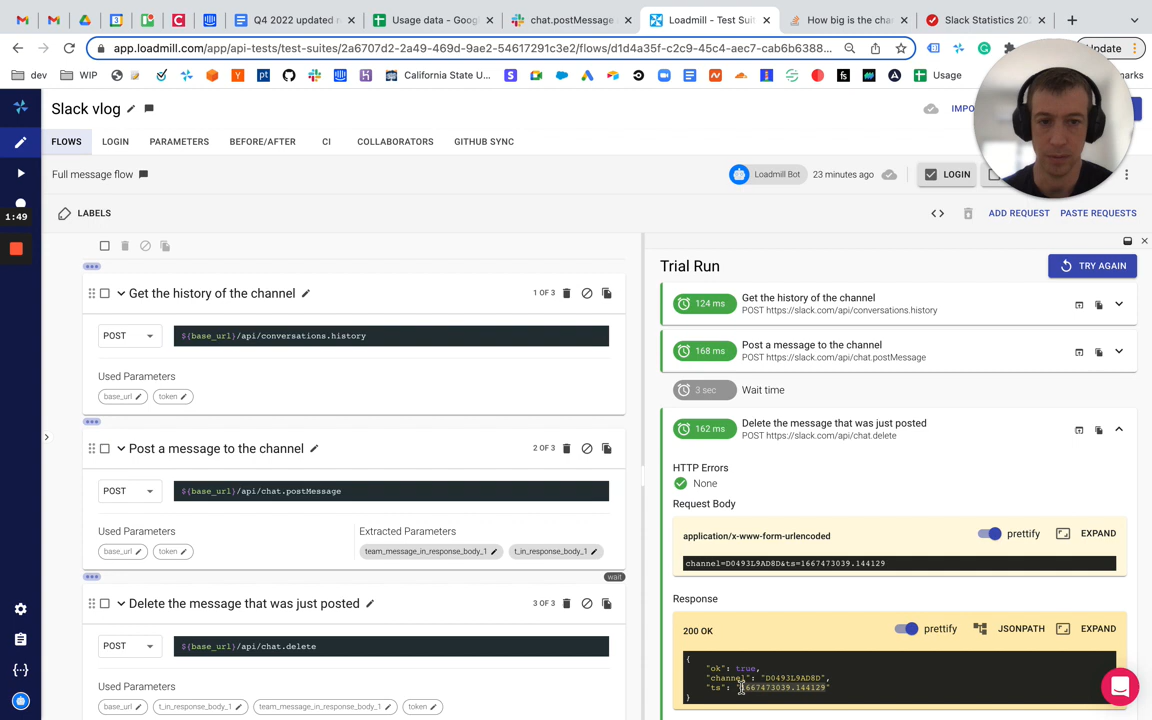 Q4 2022 updated r
Usage data - Goog
chat.postMessage
Loadmill - Test Sui
How big is the cha
Slack Statistics 202
app.loadmill.com/app/api-tests/test-suites/2a6707d2-2a49-469d-9ae2-54617291c3e2/flows/d1d4a35f-c2c9-45c4-aec7-cab6b6388...
Update
dev
WIP
California State U...
Usage
marks
Slack vlog
IMPO
FLOWS
LOGIN
PARAMETERS
BEFORE/AFTER
CI
COLLABORATORS
GITHUB SYNC
Full message flow
Loadmill Bot
23 minutes ago
LOGIN
1:49
LABELS
ADD REQUEST
PASTE REQUESTS
Get the history of the channel
1 OF 3
POST
${base_url}/api/conversations.history
Used Parameters
base_url
token
Post a message to the channel
2 OF 3
POST
${base_url}/api/chat.postMessage
Used Parameters
Extracted Parameters
base_url
token
team_message_in_response_body_1
t_in_response_body_1
wait
Delete the message that was just posted
3 OF 3
POST
${base_url}/api/chat.delete
Used Parameters
base_url
t_in_response_body_1
team_message_in_response_body_1
token
Trial Run
TRY AGAIN
124 ms
Get the history of the channel
POST https://slack.com/api/conversations.history
168 ms
Post a message to the channel
POST https://slack.com/api/chat.postMessage
3 sec
Wait time
162 ms
Delete the message that was just posted
POST https://slack.com/api/chat.delete
HTTP Errors
None
Request Body
application/x-www-form-urlencoded
prettify
EXPAND
channel=D0493L9AD8D&ts=1667473039.144129
Response
200 OK
prettify
JSONPATH
EXPAND
{
"ok": true,
"channel": "D0493L9AD8D",
"ts": "1667473039.144129"
}